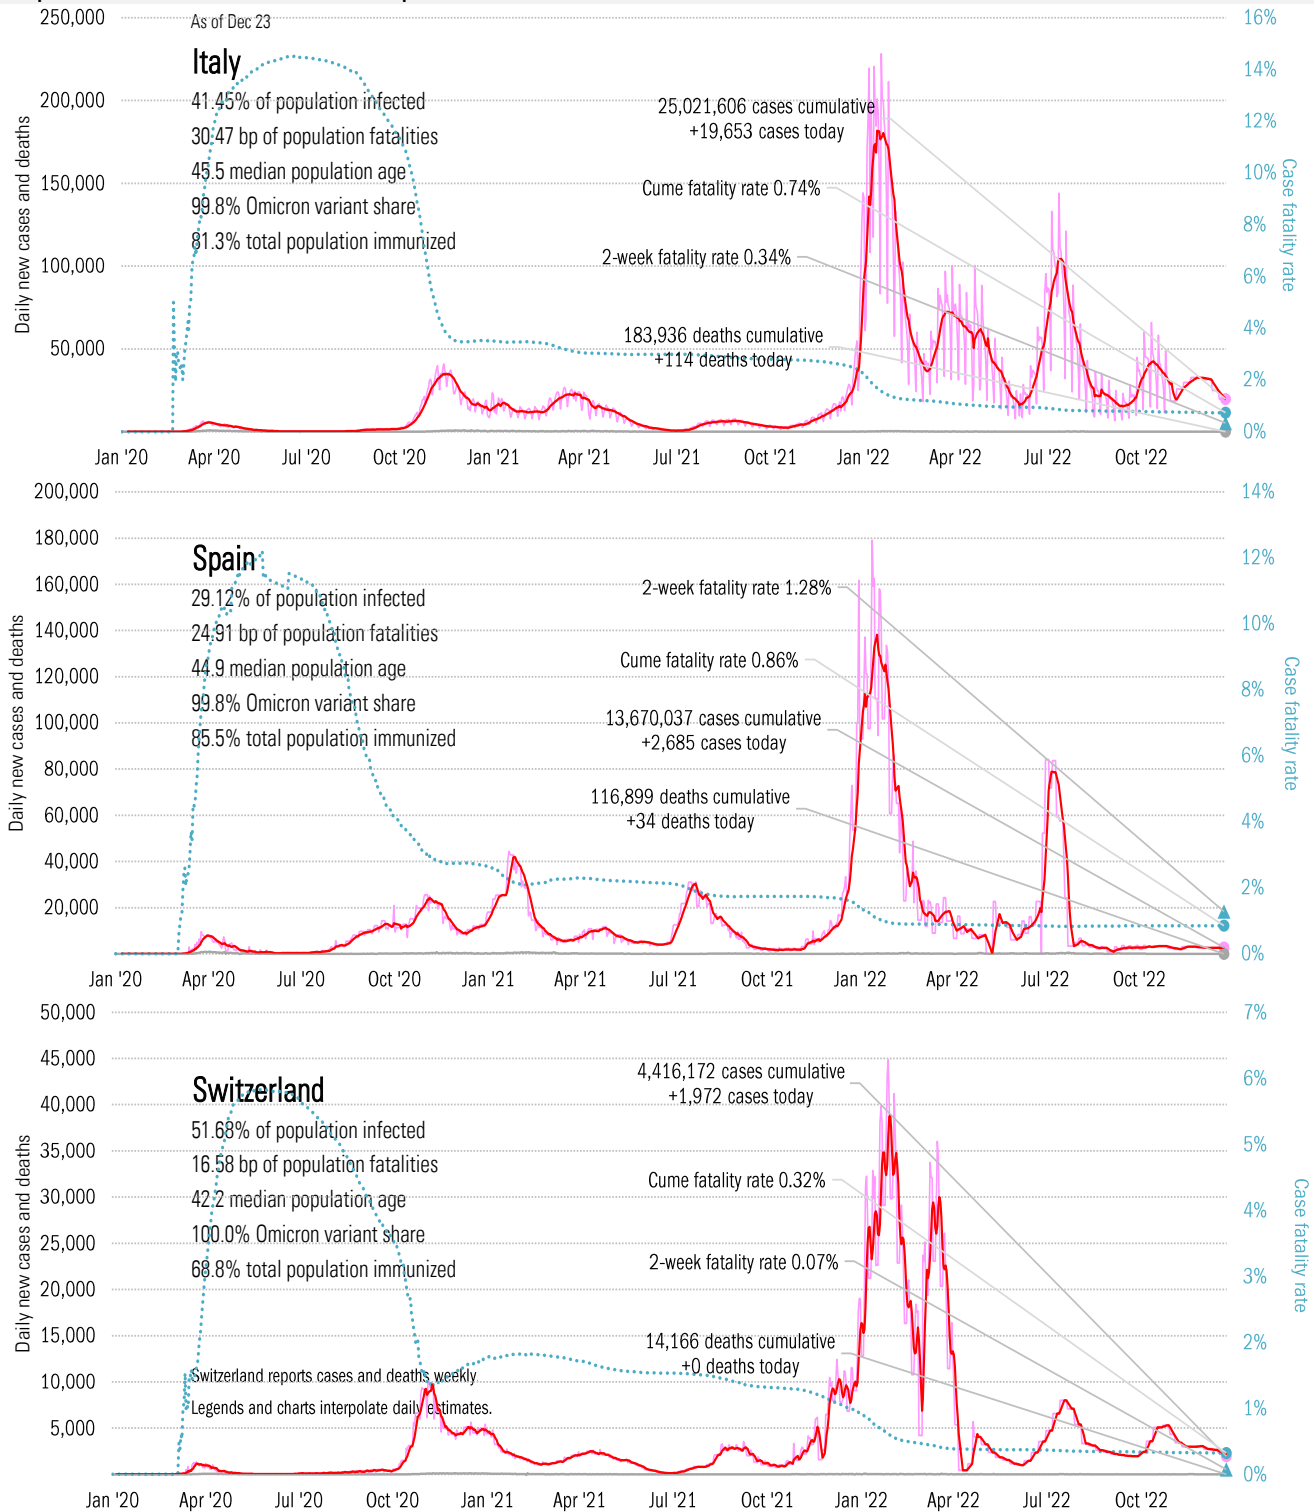 250,000
As of Dec 23
16%
Italy
14%
200,000
41.45% of population infected
25,021,606 cases cumulative
+19,653 cases today
12%
30.47 bp of population fatalities
150,000
45.5 median population age
Cume fatality rate 0.74%
10%
99.8% Omicron variant share
8%
81.3% total population immunized
100,000
2-week fatality rate 0.34%
6%
50,000
183,936 deaths cumulative
+114 deaths today
4%
2%
0%
Daily new cases and deaths
Case fatality rate
Jan '20 Apr '20 Jul '20 Oct '20 Jan '21 Apr '21 Jul '21 Oct '21 Jan '22 Apr '22 Jul '22 Oct '22
200,000
14%
180,000
Spain
12%
160,000
29.12% of population infected
2-week fatality rate 1.28%
140,000
24.91 bp of population fatalities
10%
120,000
44.9 median population age
Cume fatality rate 0.86%
8%
99.8% Omicron variant share
100,000
13,670,037 cases cumulative
+2,685 cases today
85.5% total population immunized
6%
80,000
60,000
116,899 deaths cumulative
+34 deaths today
4%
40,000
2%
20,000
0%
Daily new cases and deaths
Case fatality rate
Jan '20 Apr '20 Jul '20 Oct '20 Jan '21 Apr '21 Jul '21 Oct '21 Jan '22 Apr '22 Jul '22 Oct '22
50,000
7%
45,000
4,416,172 cases cumulative
+1,972 cases today
6%
Switzerland
40,000
51.68% of population infected
5%
35,000
16.58 bp of population fatalities
30,000
42.2 median population age
Cume fatality rate 0.32%
4%
100.0% Omicron variant share
25,000
68.8% total population immunized
2-week fatality rate 0.07%
3%
20,000
15,000
14,166 deaths cumulative
+0 deaths today
2%
Switzerland reports cases and deaths weekly
10,000
Legends and charts interpolate daily estimates.
1%
5,000
0%
Daily new cases and deaths
Case fatality rate
Jan '20 Apr '20 Jul '20 Oct '20 Jan '21 Apr '21 Jul '21 Oct '21 Jan '22 Apr '22 Jul '22 Oct '22